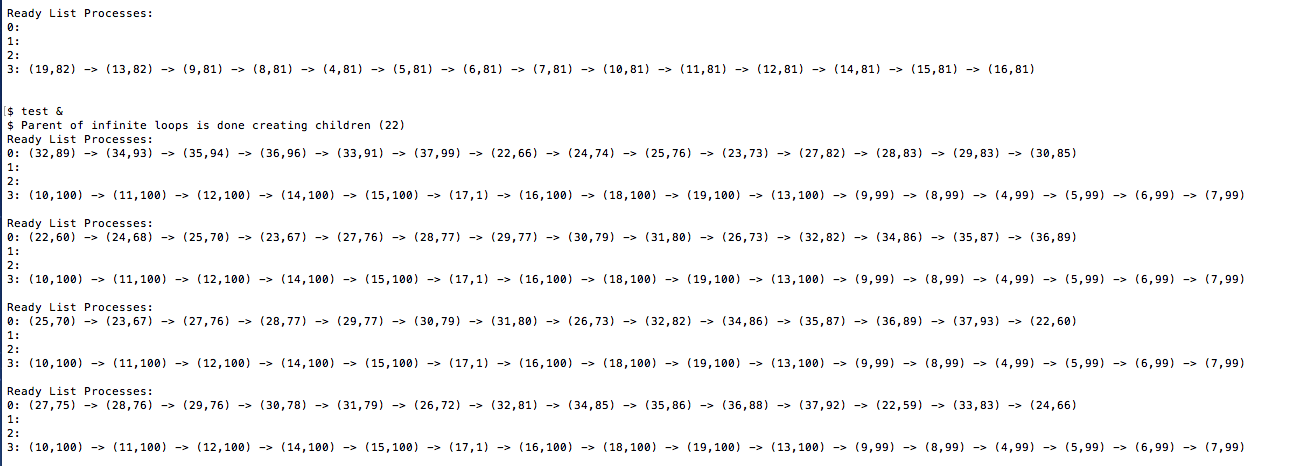 Ready List Processes:
0:
1:
2:
3: (19,82) -> (13,82) -> (9,81) -> (8,81) -> (4,81) -> (5,81) -> (6,81) -> (7,81) -> (10,81) -> (11,81) -> (12,81) -> (14,81) -> (15,81) -> (16,81)
$ test &
$ Parent of infinite loops is done creating children (22)
Ready List Processes:
0: (32,89) -> (34,93) -> (35,94) -> (36,96) -> (33,91) -> (37,99) -> (22,66) -> (24,74) -> (25,76) -> (23,73) -> (27,82) -> (28,83) -> (29,83) -> (30,85)
1:
2:
3: (10,100) -> (11,100) -> (12,100) -> (14,100) -> (15,100) -> (17,1) -> (16,100) -> (18,100) -> (19,100) -> (13,100) -> (9,99) -> (8,99) -> (4,99) -> (5,99) -> (6,99) -> (7,99)
Ready List Processes:
0: (22,60) -> (24,68) -> (25,70) -> (23,67) -> (27,76) -> (28,77) -> (29,77) -> (30,79) -> (31,80) -> (26,73) -> (32,82) -> (34,86) -> (35,87) -> (36,89)
1:
2:
3: (10,100) -> (11,100) -> (12,100) -> (14,100) -> (15,100) -> (17,1) -> (16,100) -> (18,100) -> (19,100) -> (13,100) -> (9,99) -> (8,99) -> (4,99) -> (5,99) -> (6,99) -> (7,99)
Ready List Processes:
0: (25,70) -> (23,67) -> (27,76) -> (28,77) -> (29,77) -> (30,79) -> (31,80) -> (26,73) -> (32,82) -> (34,86) -> (35,87) -> (36,89) -> (37,93) -> (22,60)
1:
2:
3: (10,100) -> (11,100) -> (12,100) -> (14,100) -> (15,100) -> (17,1) -> (16,100) -> (18,100) -> (19,100) -> (13,100) -> (9,99) -> (8,99) -> (4,99) -> (5,99) -> (6,99) -> (7,99)
Ready List Processes:
0: (27,75) -> (28,76) -> (29,76) -> (30,78) -> (31,79) -> (26,72) -> (32,81) -> (34,85) -> (35,86) -> (36,88) -> (37,92) -> (22,59) -> (33,83) -> (24,66)
1:
2:
3: (10,100) -> (11,100) -> (12,100) -> (14,100) -> (15,100) -> (17,1) -> (16,100) -> (18,100) -> (19,100) -> (13,100) -> (9,99) -> (8,99) -> (4,99) -> (5,99) -> (6,99) -> (7,99)